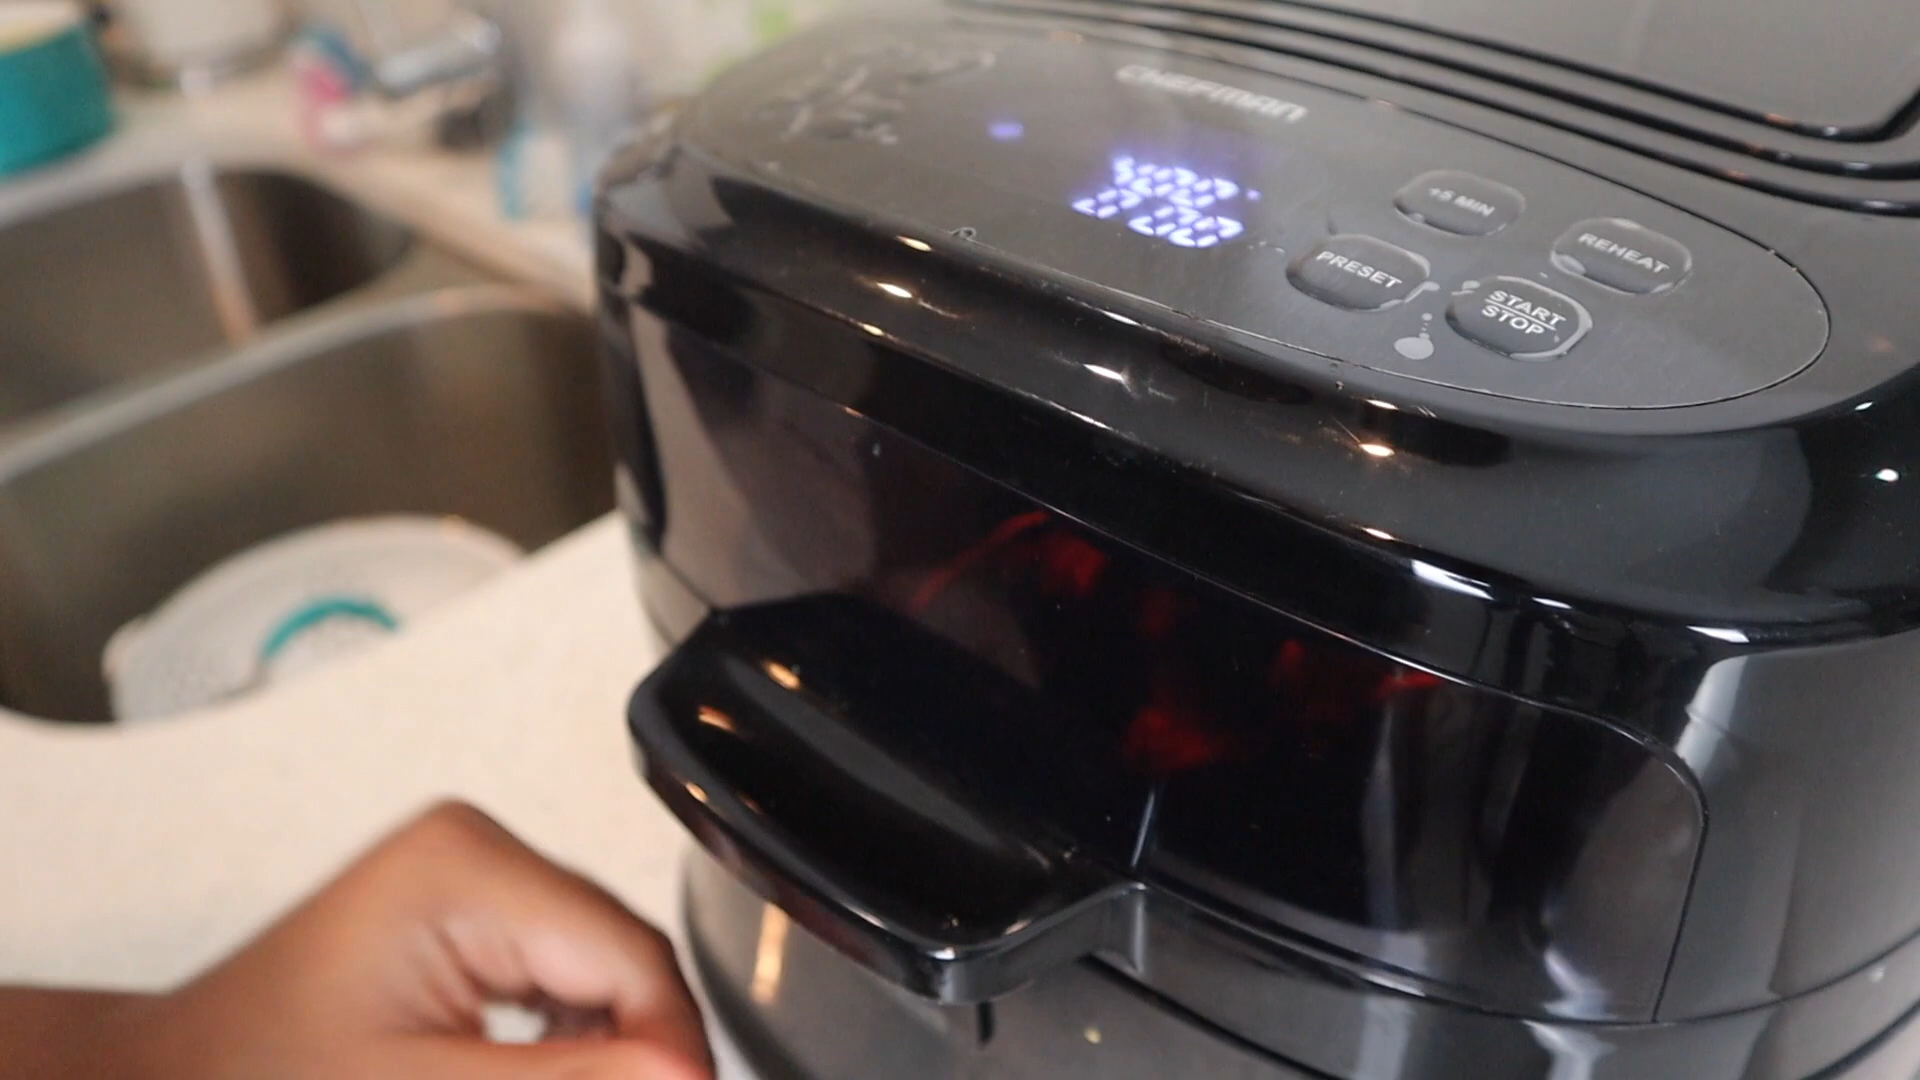 CHEFMAN
+5 MIN
REHEAT
PRESET
START
STOP